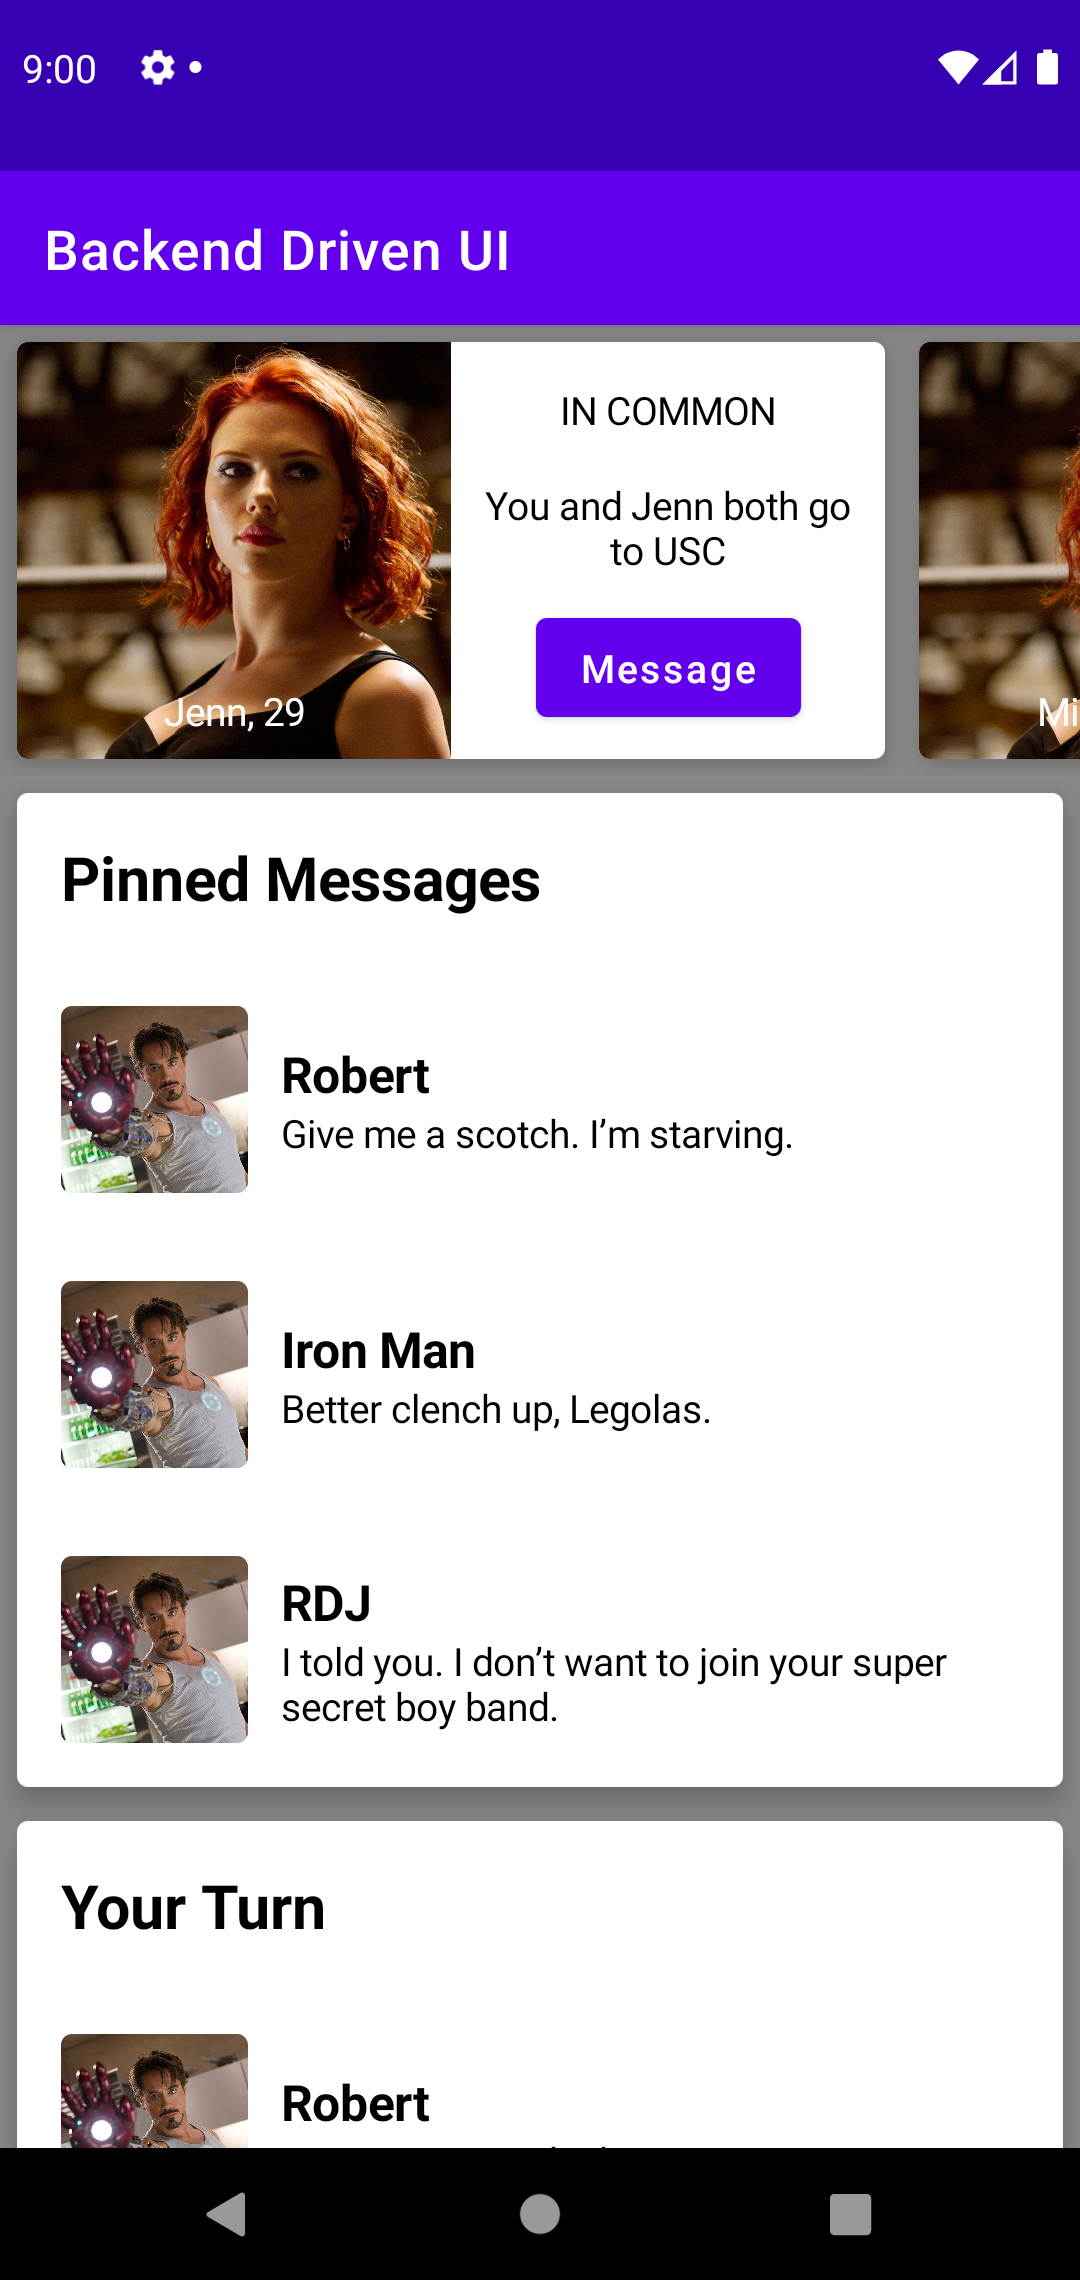 9:00
Backend Driven UI
Jenn, 29
IN COMMON
You and Jenn both go
to USC
Message
Mi
Pinned Messages
Robert
Give me a scotch. I’m starving.
Iron Man
Better clench up, Legolas.
RDJ
I told you. I don’t want to join your super
secret boy band.
Your Turn
Robert